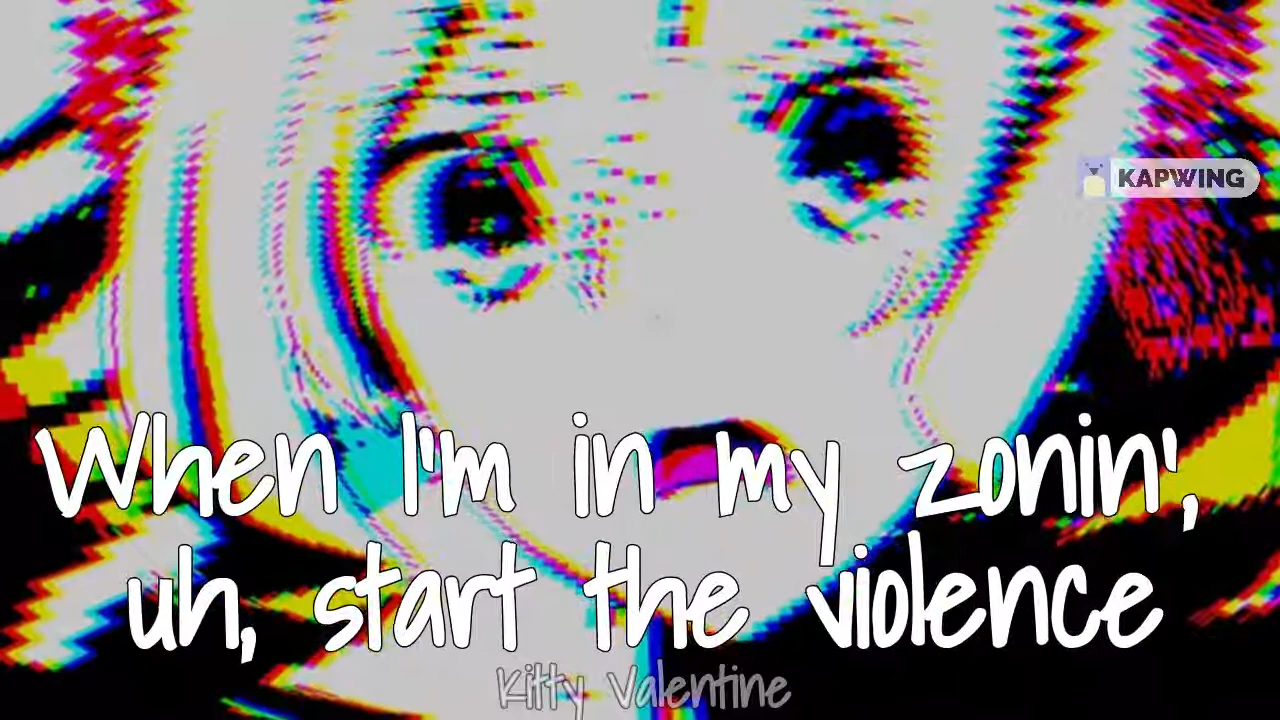 KAPWING
When I'm in my zonin',
uh, start the violence
Kitty Valentine